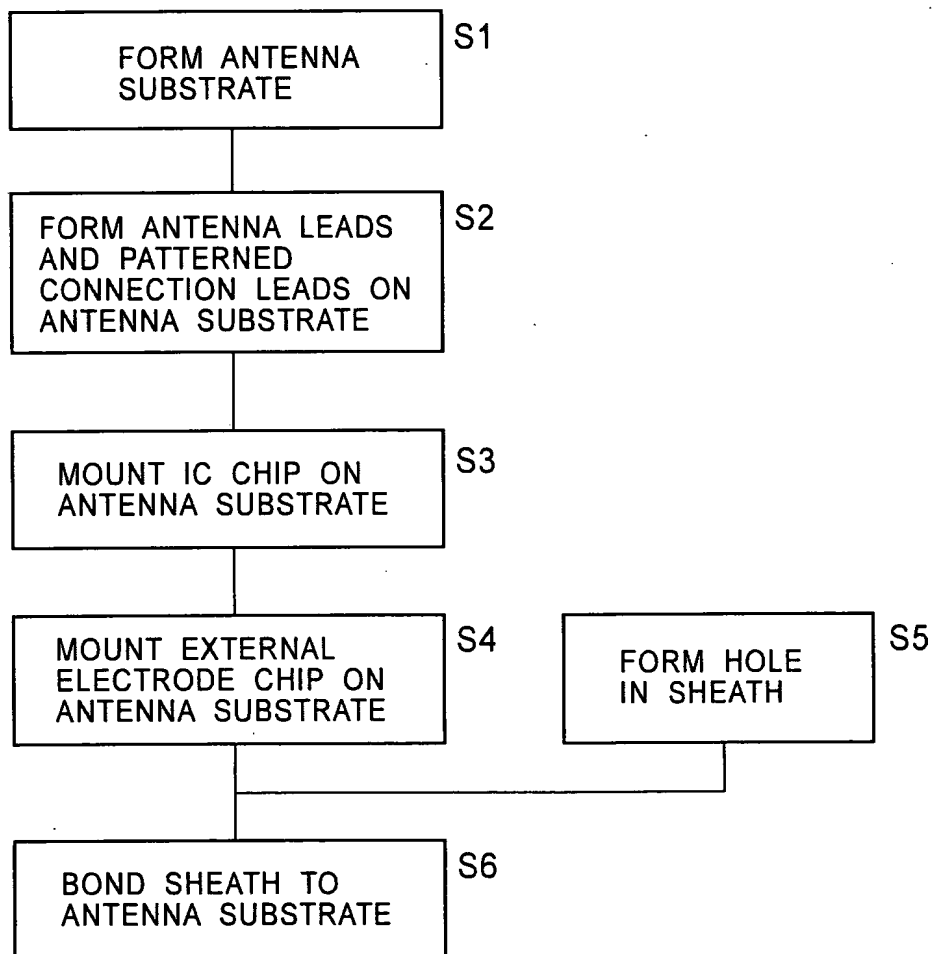 FORM ANTENNA
SUBSTRATE
S1
FORM ANTENNA LEADS
AND PATTERNED
CONNECTION LEADS ON
ANTENNA SUBSTRATE
S2
MOUNT IC CHIP ON
ANTENNA SUBSTRATE
S3
MOUNT EXTERNAL
ELECTRODE CHIP ON
ANTENNA SUBSTRATE
S4
FORM HOLE
IN SHEATH
S5
BOND SHEATH TO
ANTENNA SUBSTRATE
S6